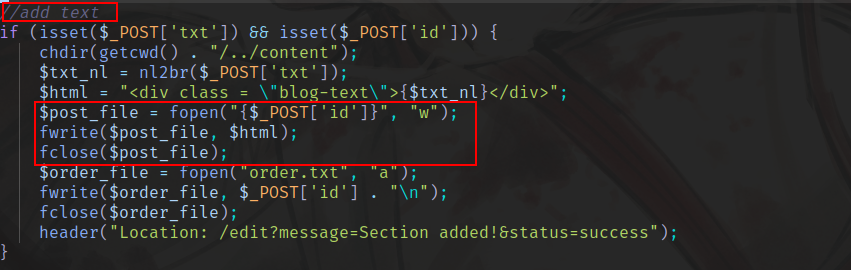 //add text
if (isset($_POST['txt']) && isset($_POST['id'])) {
chdir(getcwd() . "/../content");
$txt_nl = nl2br($_POST['txt']);
$html = "<div class = \"blog-text\">{$txt_nl}</div>";
$post_file = fopen("{$_POST['id']}", "w");
fwrite($post_file, $html);
fclose($post_file);
$order_file = fopen("order.txt", "a");
fwrite($order_file, $_POST['id'] . "\n");
fclose($order_file);
header("Location: /edit?message=Section added!&status=success");
}